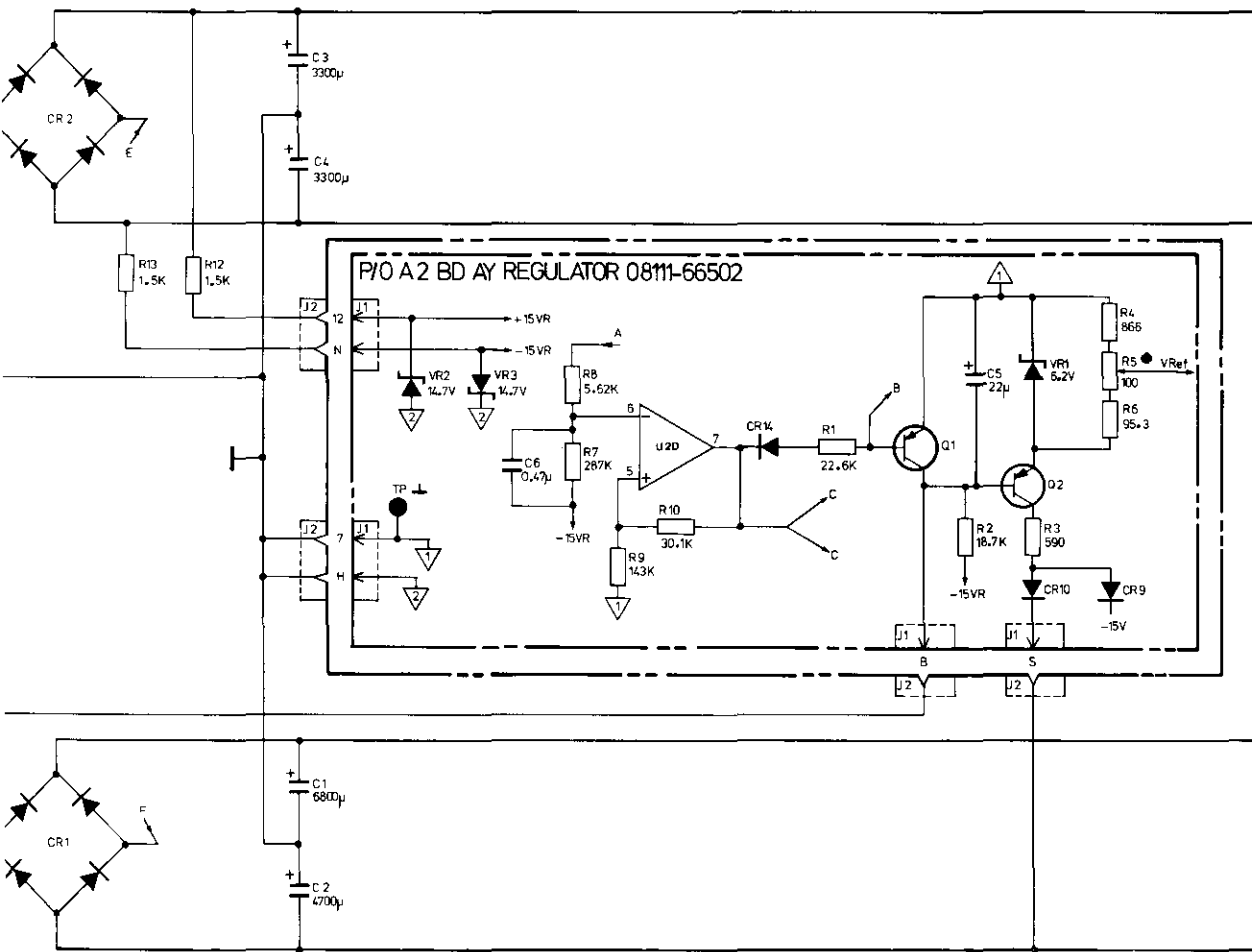 C3
3300µ
CR2
E
C4
3300µ
R13
1.5K
R12
1.5K
P/O A2 BD AY REGULATOR 08111-66502
J2
J1
12
+15VR
N
-15VR
VR2
14.7V
VR3
14.7V
2
2
A
R8
5.62K
6
U2D
7
5
C6
0.47µ
R7
287K
-15VR
R10
30.1K
R9
143K
1
CR14
R1
22.6K
B
C
C
Q1
1
C5
22µ
VR1
6.2V
R4
866
R5
100
VRef
R6
95.3
Q2
R2
18.7K
-15VR
R3
590
CR10
CR9
-15V
TP
J2
J1
7
1
H
2
J1
J1
B
S
J2
J2
C1
6800µ
CR1
C2
4700µ